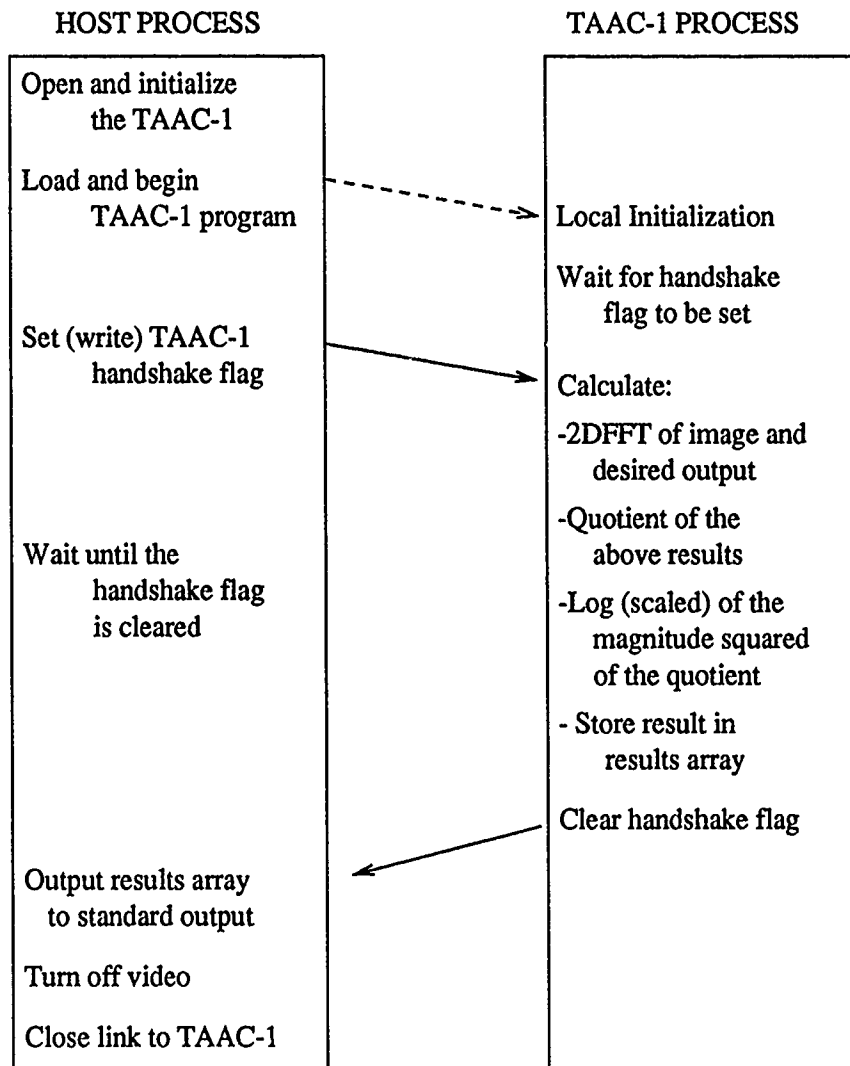 HOST PROCESS
Open and initialize
the TAAC-1
Load and begin
TAAC-1 program
Set (write) TAAC-1
handshake flag
Wait until the
handshake flag
is cleared
Output results array
to standard output
Turn off video
Close link to TAAC-1
TAAC-1 PROCESS
Local Initialization
Wait for handshake
flag to be set
Calculate:
-2DFFT of image and
desired output
-Quotient of the
above results
-Log (scaled) of the
magnitude squared
of the quotient
- Store result in
results array
Clear handshake flag